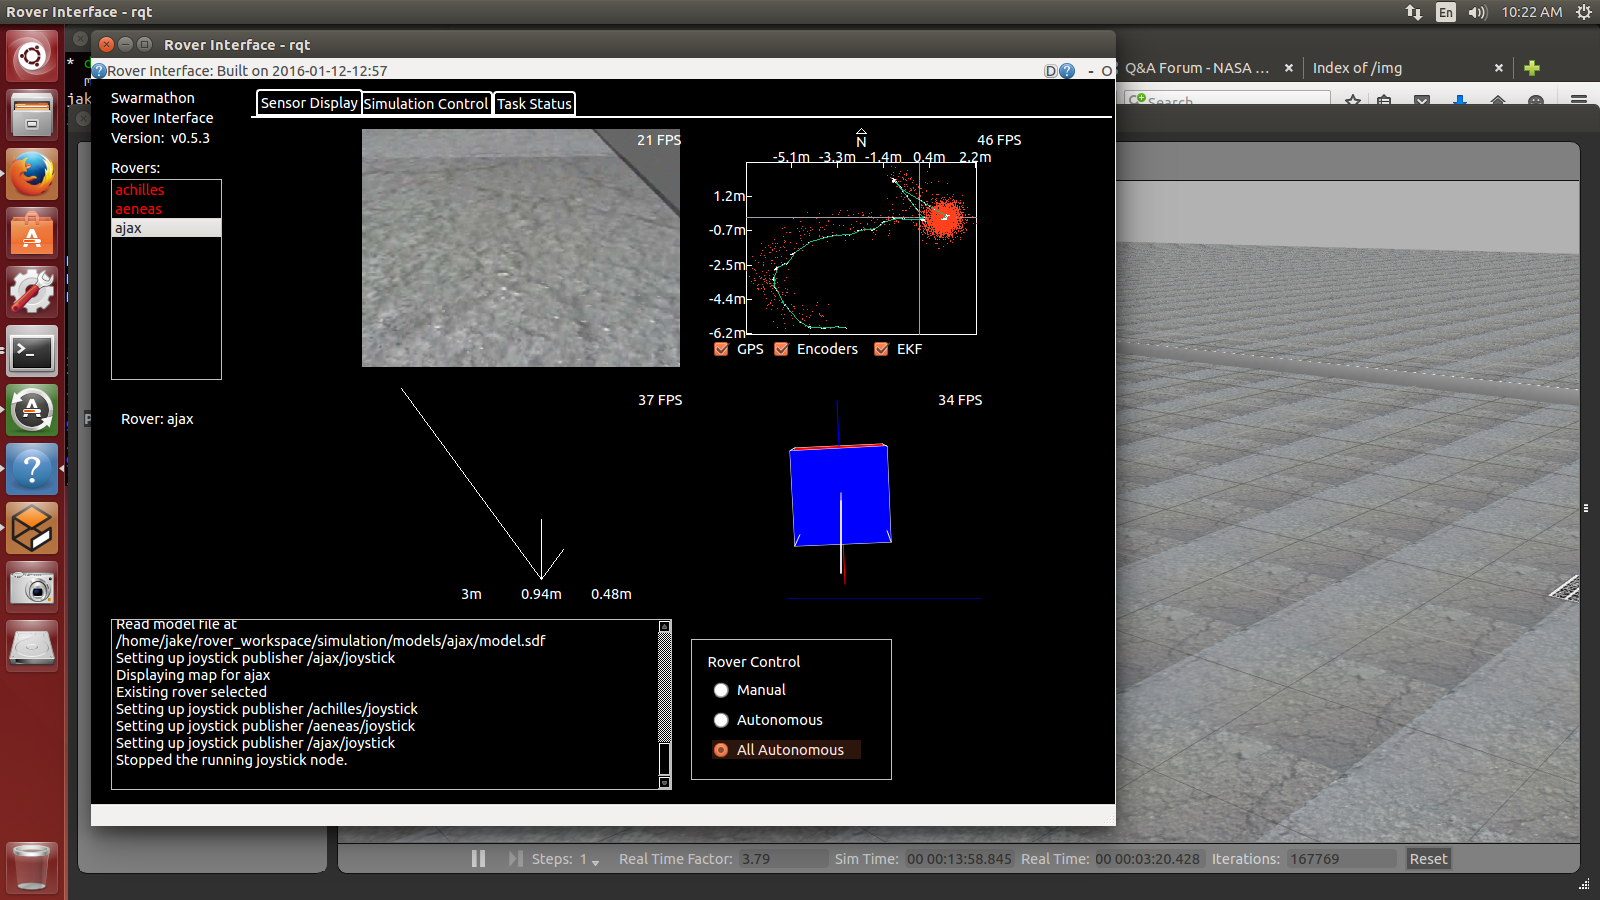 Rover Interface - rqt
En
10:22 AM
Rover Interface - rqt
Q&A Forum - NASA ...
Index of /img
Search
Rover Interface: Built on 2016-01-12-12:57
D
- O
Swarmathon
Rover Interface
Version: v0.5.3
Sensor Display
Simulation Control
Task Status
Rovers:
achilles
aeneas
ajax
Rover: ajax
21 FPS
46 FPS
N
-5.1m -3.3m -1.4m 0.4m 2.2m
1.2m
-0.7m
-2.5m
-4.4m
-6.2m
GPS
Encoders
EKF
37 FPS
34 FPS
3m
0.94m
0.48m
Read model file at
/home/jake/rover_workspace/simulation/models/ajax/model.sdf
Setting up joystick publisher /ajax/joystick
Displaying map for ajax
Existing rover selected
Setting up joystick publisher /achilles/joystick
Setting up joystick publisher /aeneas/joystick
Setting up joystick publisher /ajax/joystick
Stopped the running joystick node.
Rover Control
Manual
Autonomous
All Autonomous
Steps: 1
Real Time Factor: 3.79
Sim Time: 00 00:13:58.845
Real Time: 00 00:03:20.428
Iterations: 167769
Reset